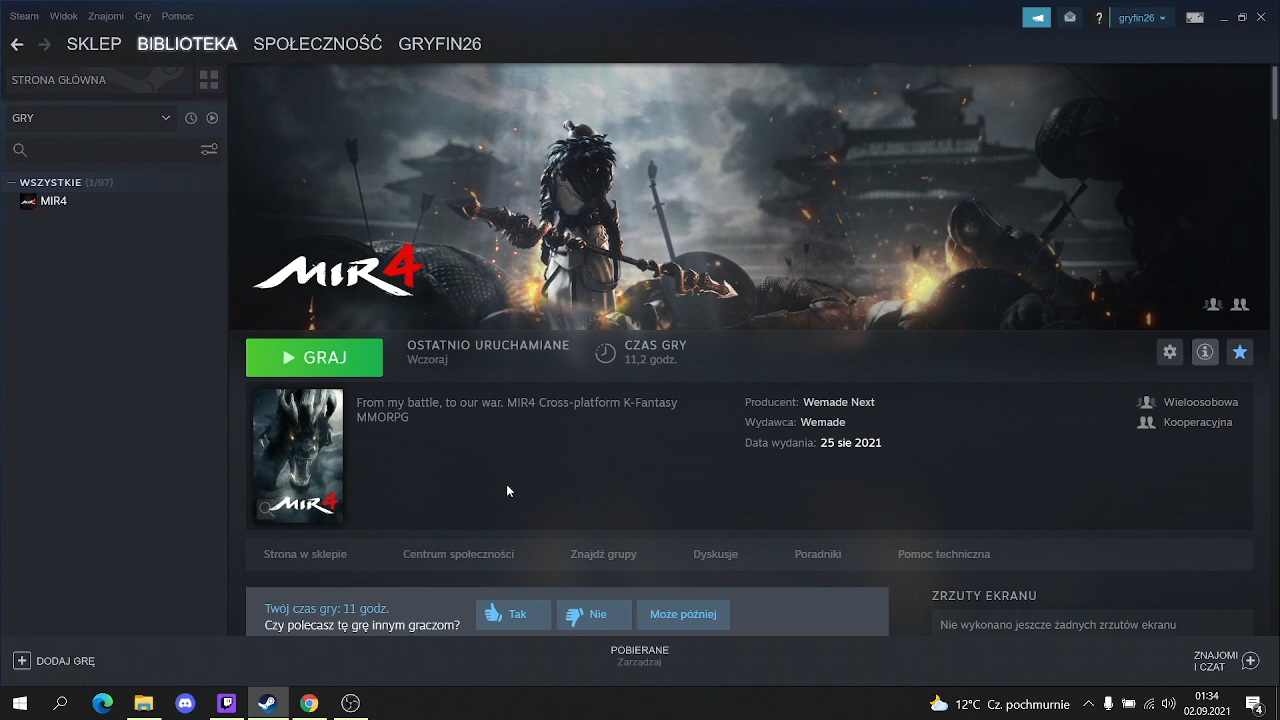 Steam Widok Znajomi Gry Pomoc
? gryfin26
SKLEP BIBLIOTEKA SPOŁECZNOŚĆ GRYFIN26
STRONA GŁÓWNA
GRY
WSZYSTKIE (1/97)
MIR4
MIR4
GRAJ
OSTATNIO URUCHAMIANE
Wczoraj
CZAS GRY
11,2 godz.
MIR4
From my battle, to our war. MIR4 Cross-platform K-Fantasy
MMORPG
Producent: Wemade Next
Wydawca: Wemade
Data wydania: 25 sie 2021
Wieloosobowa
Kooperacyjna
Strona w sklepie Centrum społeczności Znajdź grupy Dyskusje Poradniki Pomoc techniczna
Twój czas gry: 11 godz.
Czy polecasz tę grę innym graczom?
Tak Nie Może później
ZRZUTY EKRANU
Nie wykonano jeszcze żadnych zrzutów ekranu
DODAJ GRĘ
POBIERANE
Zarządzaj
ZNAJOMI
I CZAT
12°C Cz. pochmurnie
01:34
02.09.2021
4